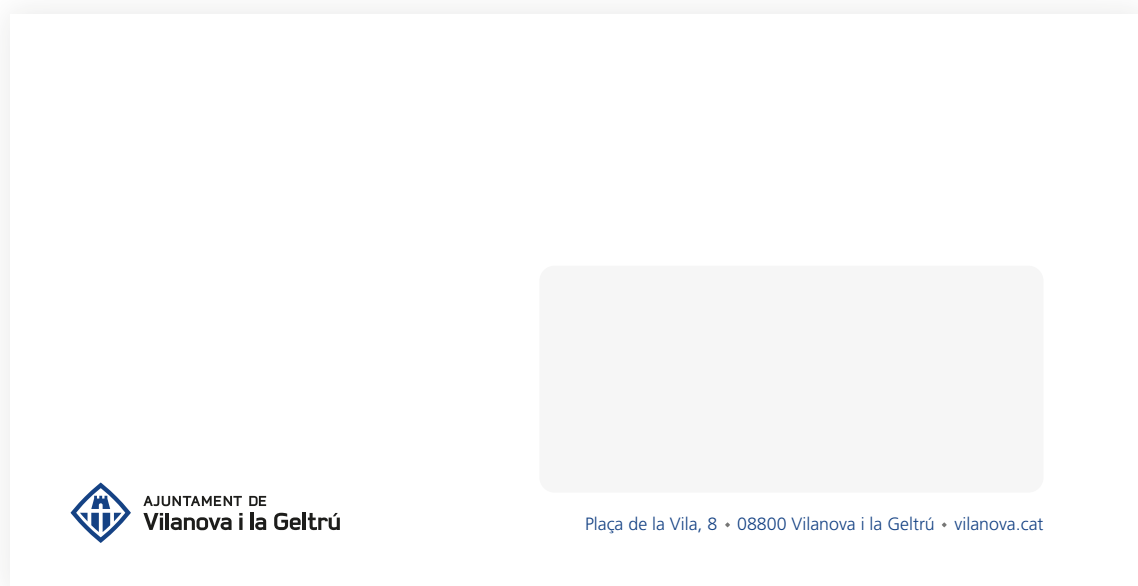 AJUNTAMENT DE
Vilanova i la Geltrú
Plaça de la Vila, 8 • 08800 Vilanova i la Geltrú • vilanova.cat